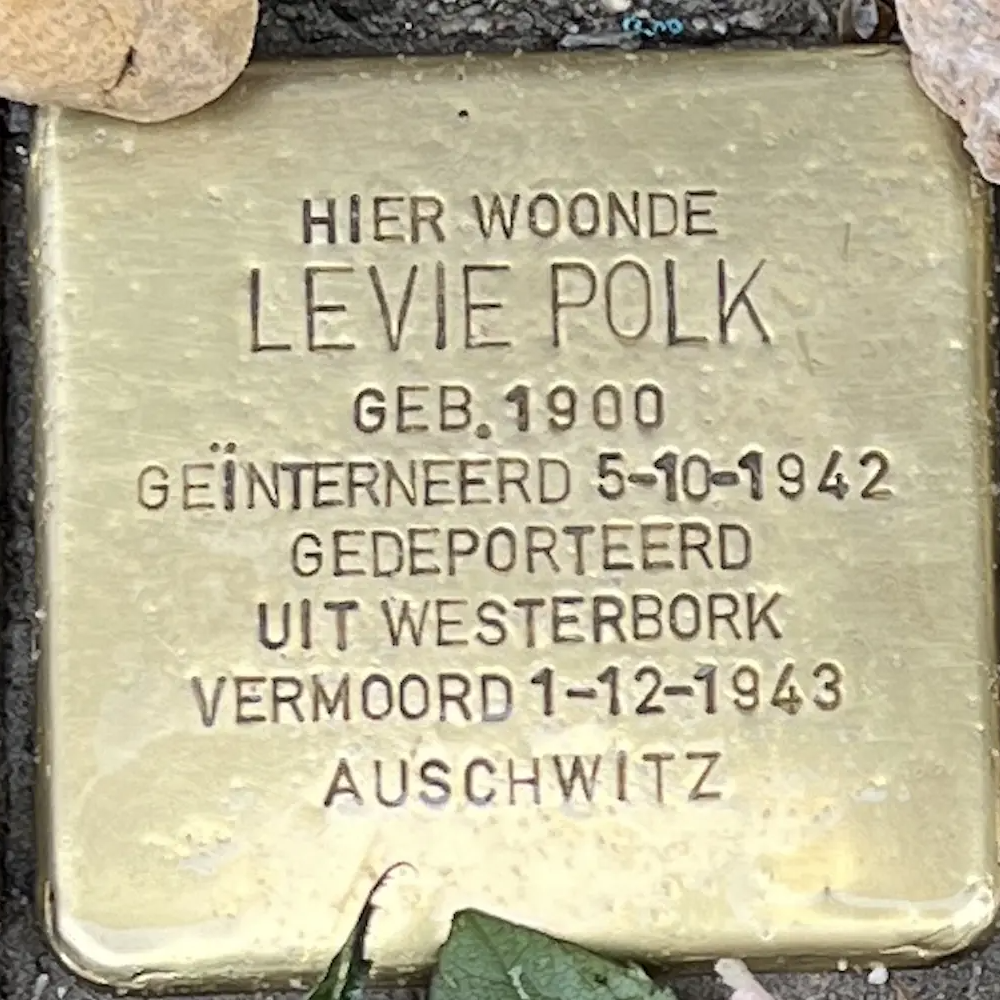 HIER WOONDE
LEVIE POLK
GEB. 1900
GEÏNTERNEERD 5-10-1942
GEDEPORTEERD
UIT WESTERBORK
VERMOORD 1-12-1943
AUSCHWITZ